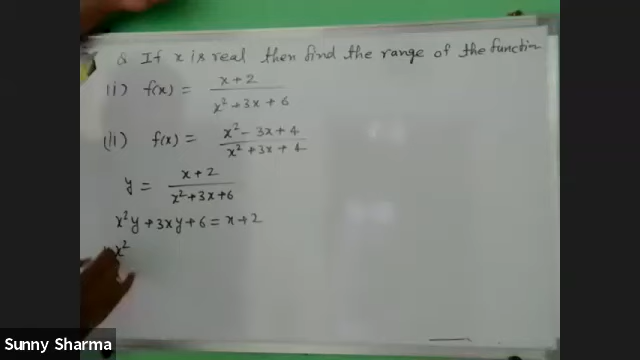 Q If x is real then find the range of the function
(i) f(x) = (x+2)/(x²+3x+6)
(ii) f(x) = (x²-3x+4)/(x²+3x+4)
y = (x+2)/(x²+3x+6)
x²y+3xy+6 = x+2
x²
Sunny Sharma